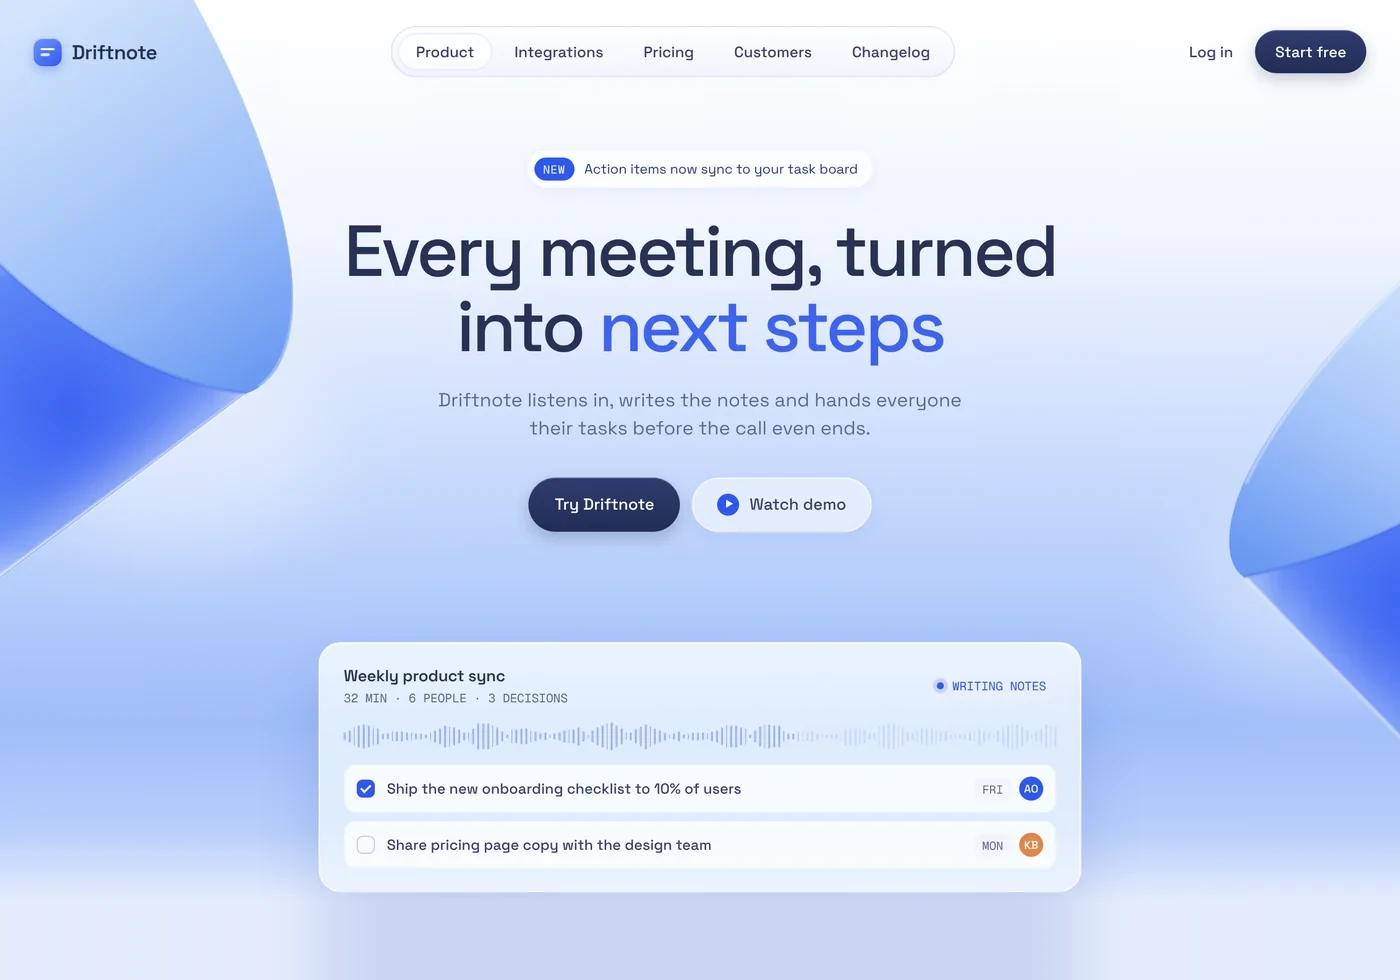 Driftnote
Product
Integrations
Pricing
Customers
Changelog
Log in
Start free
NEW
Action items now sync to your task board
Every meeting, turned
into next steps
Driftnote listens in, writes the notes and hands everyone
their tasks before the call even ends.
Try Driftnote
Watch demo
Weekly product sync
32 MIN · 6 PEOPLE · 3 DECISIONS
WRITING NOTES
Ship the new onboarding checklist to 10% of users
FRI
AO
Share pricing page copy with the design team
MON
KB